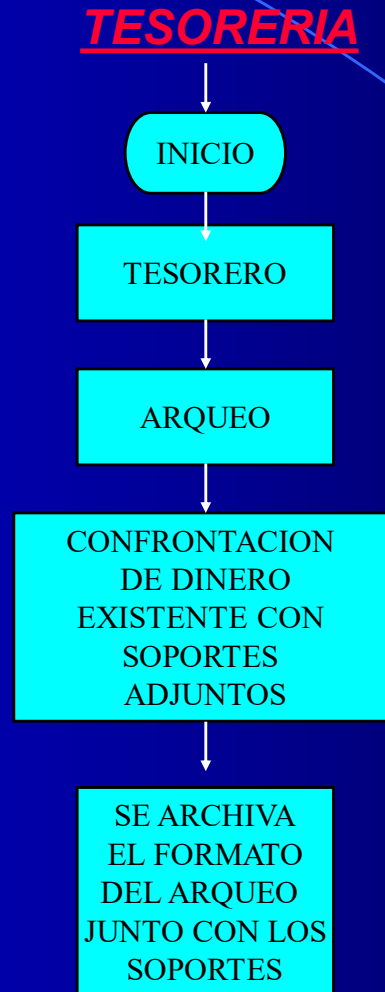 TESORERIA
INICIO
TESORERO
ARQUEO
CONFRONTACION
DE DINERO
EXISTENTE CON
SOPORTES
ADJUNTOS
SE ARCHIVA
EL FORMATO
DEL ARQUEO
JUNTO CON LOS
SOPORTES